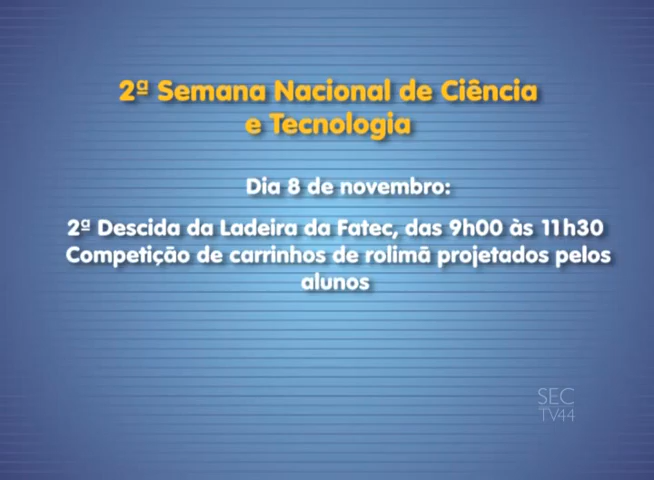 2ª Semana Nacional de Ciência
e Tecnologia
Dia 8 de novembro:
2ª Descida da Ladeira da Fatec, das 9h00 às 11h30
Competição de carrinhos de rolimã projetados pelos
alunos
SEC
TV44